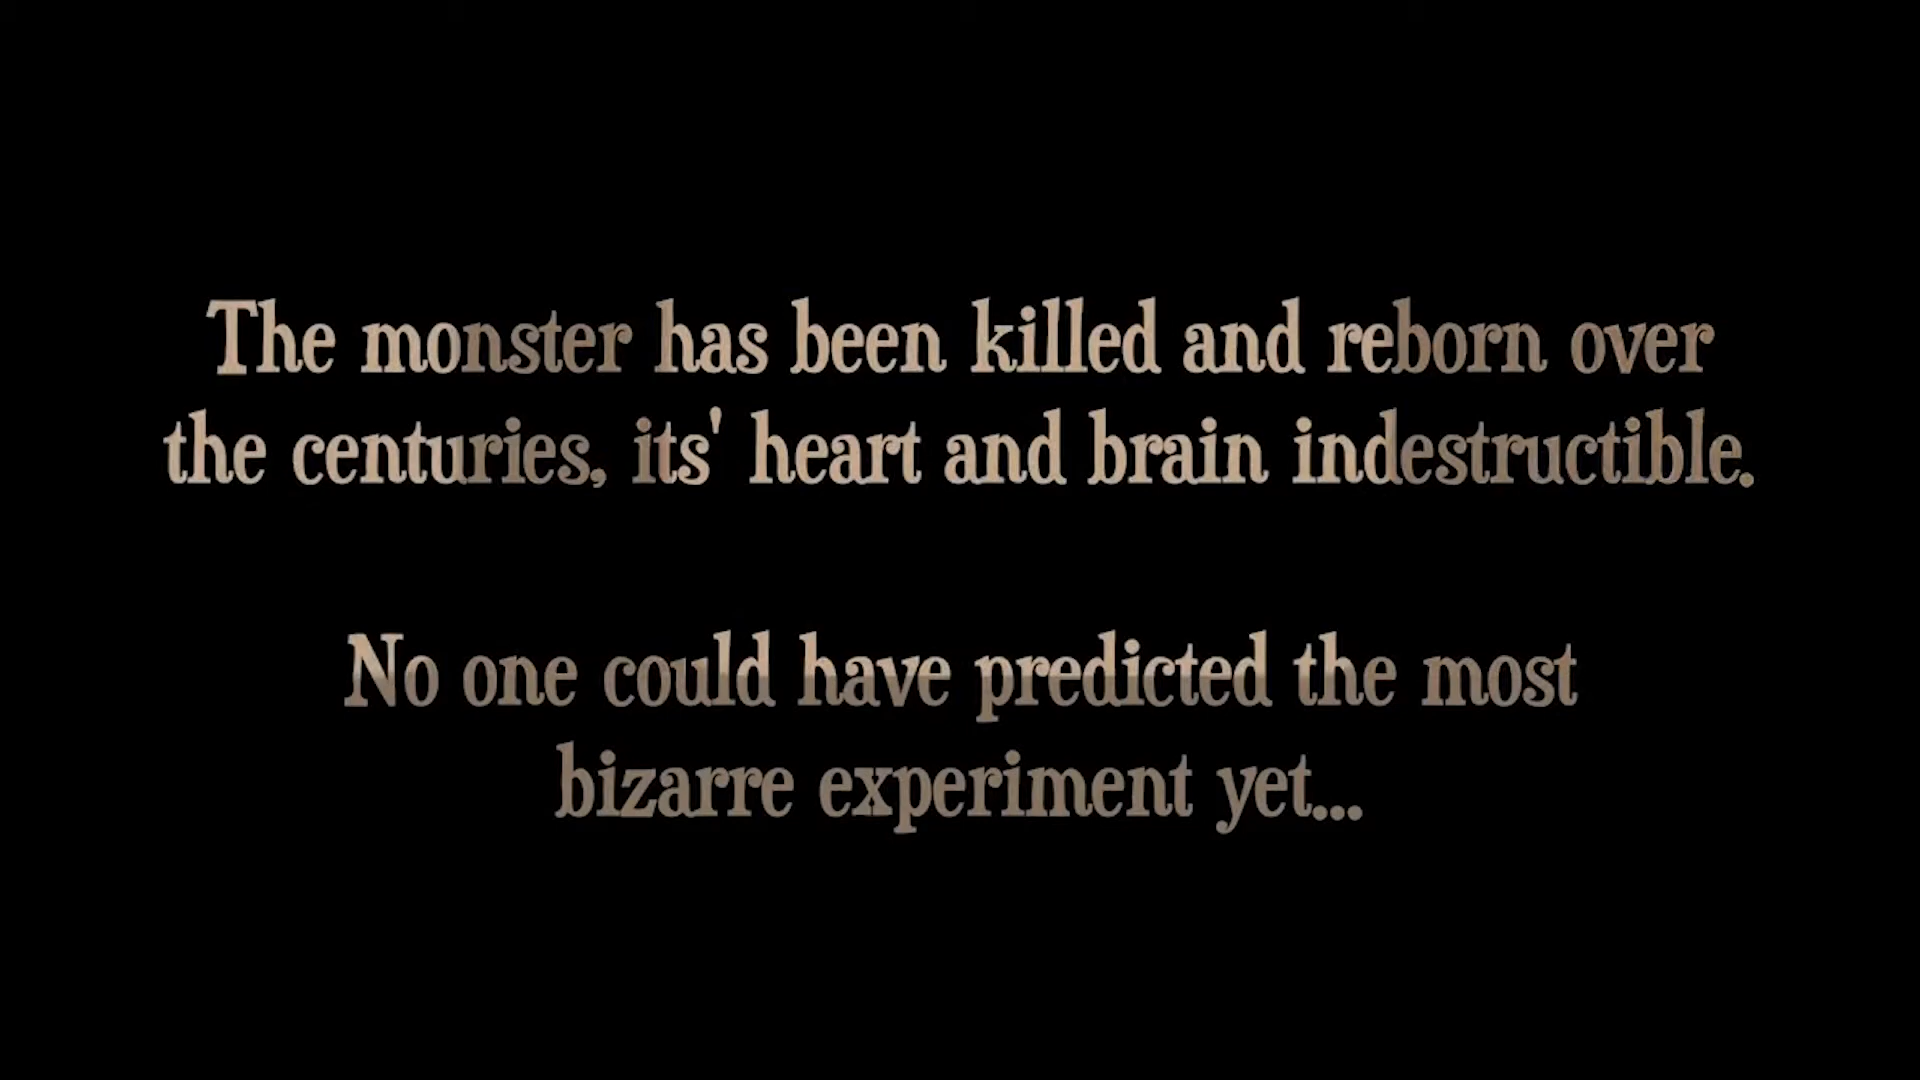 The monster has been killed and reborn over
the centuries, its' heart and brain indestructible.
No one could have predicted the most
bizarre experiment yet...